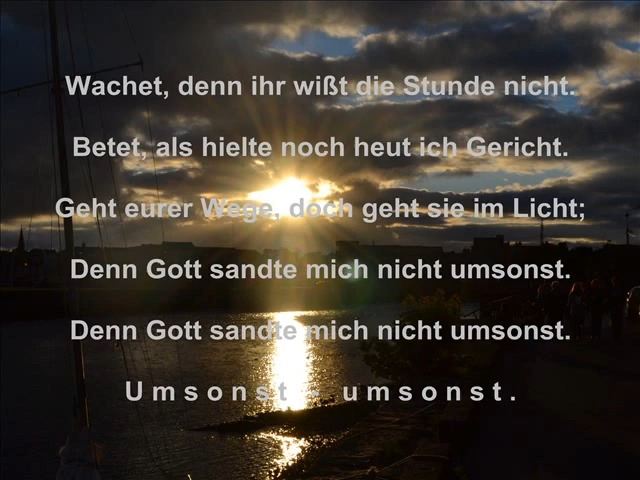 Wachet, denn ihr wißt die Stunde nicht.
Betet, als hielte noch heut ich Gericht.
Geht eurer Wege, doch geht sie im Licht;
Denn Gott sandte mich nicht umsonst.
Denn Gott sandte mich nicht umsonst.
U m s o n s t - u m s o n s t .